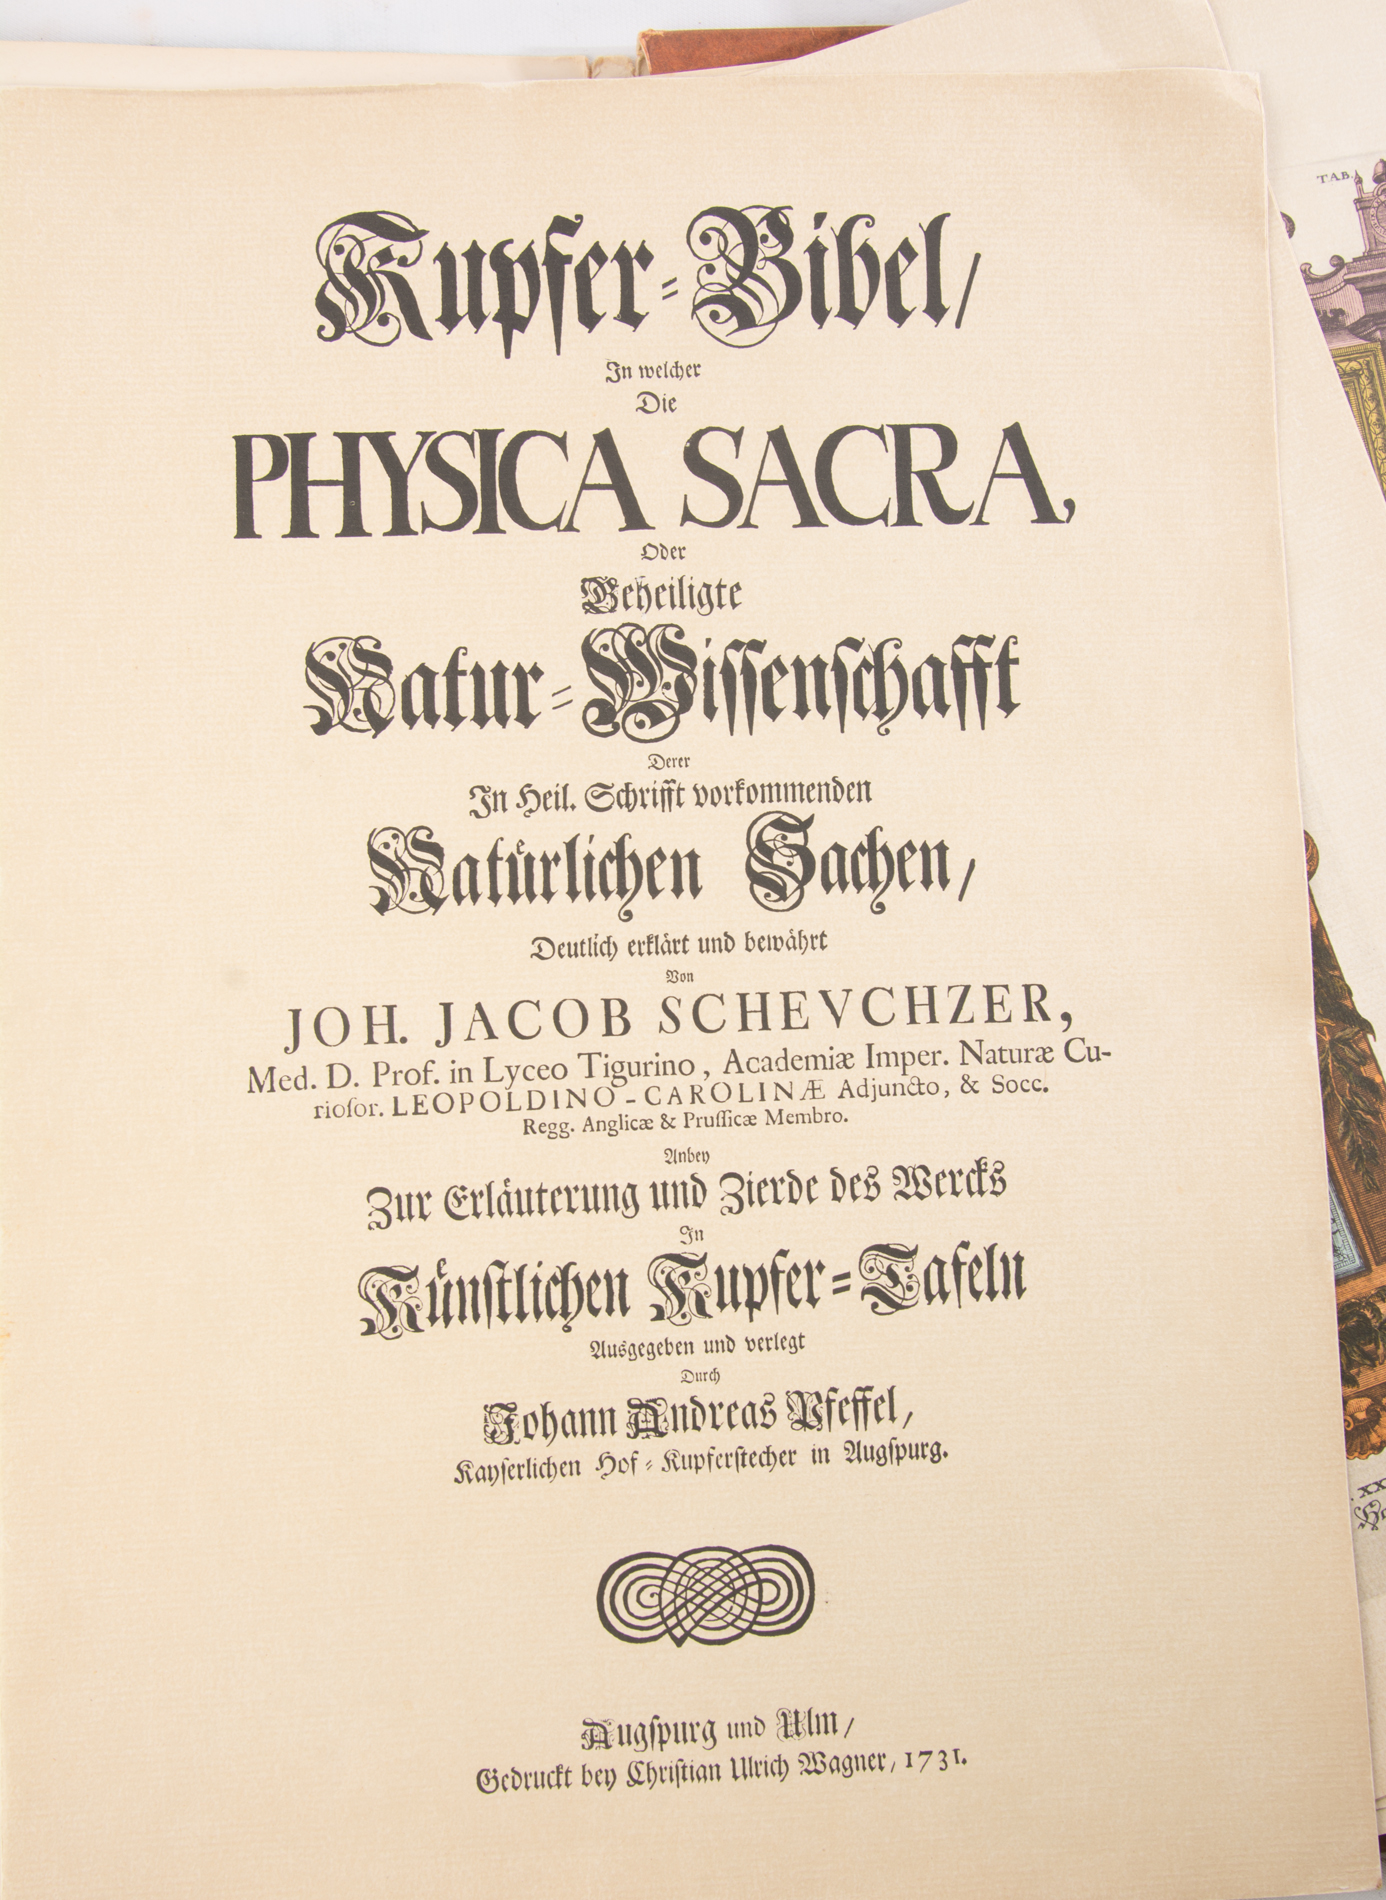 Kupfer-Bibel/
In welcher
Die
PHYSICA SACRA,
Oder
Geheiligte
Natur-Wissenschafft
Derer
In Heil. Schrifft vorkommenden
Natürlichen Sachen/
Deutlich erklärt und bewährt
Von
JOH. JACOB SCHEVCHZER,
Med. D. Prof. in Lyceo Tigurino, Academiæ Imper. Naturæ Cu-
riosor. LEOPOLDINO-CAROLINÆ Adjuncto, & Socc.
Regg. Anglicæ & Prussicæ Membro.
Anbey
Zur Erläuterung und Zierde des Wercks
In
Künstlichen Kupfer-Tafeln
Ausgegeben und verlegt
Durch
Johann Andreas Pfeffel,
Kayserlichen Hof-Kupferstecher in Augspurg.
Augspurg und Ulm/
Gedruckt bey Christian Ulrich Wagner, 1731.
TAB.